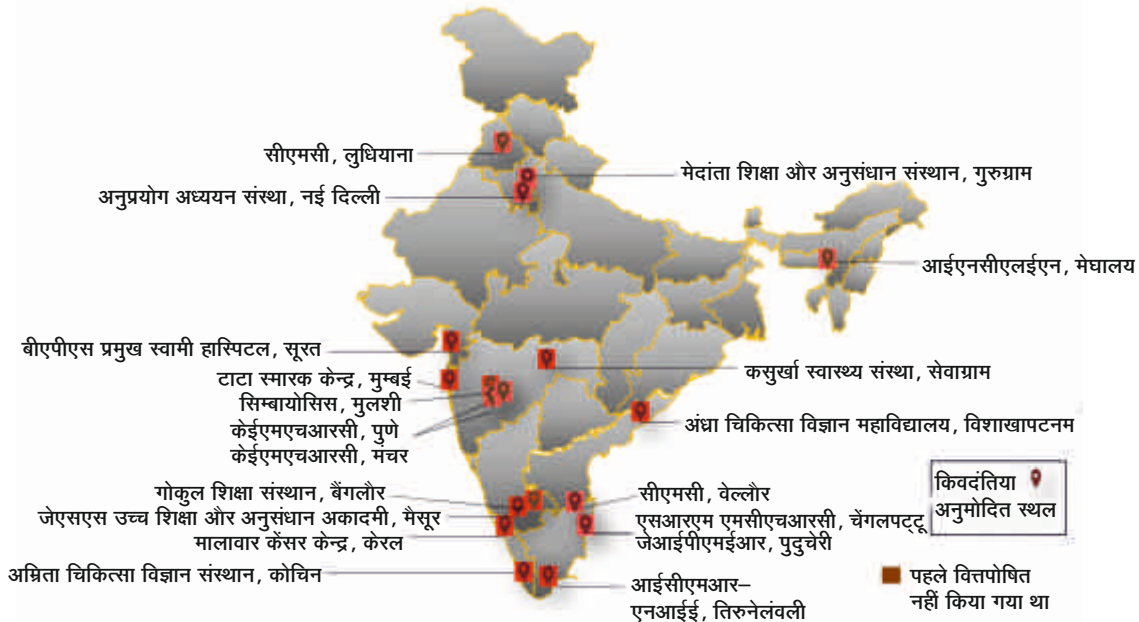 सीएमसी, लुधियाना
मेदांता शिक्षा और अनुसंधान संस्थान, गुरुग्राम
अनुप्रयोग अध्ययन संस्था, नई दिल्ली
आईएनसीएलईएन, मेघालय
बीएपीएस प्रमुख स्वामी हास्पिटल, सूरत
टाटा स्मारक केन्द्र, मुम्बई
कसुर्खा स्वास्थ्य संस्था, सेवाग्राम
सिम्बायोसिस, मुलशी
केईएमएचआरसी, पुणे
केईएमएचआरसी, मंचर
अंध्रा चिकित्सा विज्ञान महाविद्यालय, विशाखापटनम
गोकुल शिक्षा संस्थान, बैंगलौर
जेएसएस उच्च शिक्षा और अनुसंधान अकादमी, मैसूर
मालावार केंसर केन्द्र, केरल
अम्रिता चिकित्सा विज्ञान संस्थान, कोचिन
सीएमसी, वेल्लौर
एसआरएम एमसीएचआरसी, चेंगलपट्टू
जेआईपीएमईआर, पुदुचेरी
आईसीएमआर–
एनआईई, तिरुनेलंवली
किवदंतिया
अनुमोदित स्थल
पहले वित्तपोषित
नहीं किया गया था